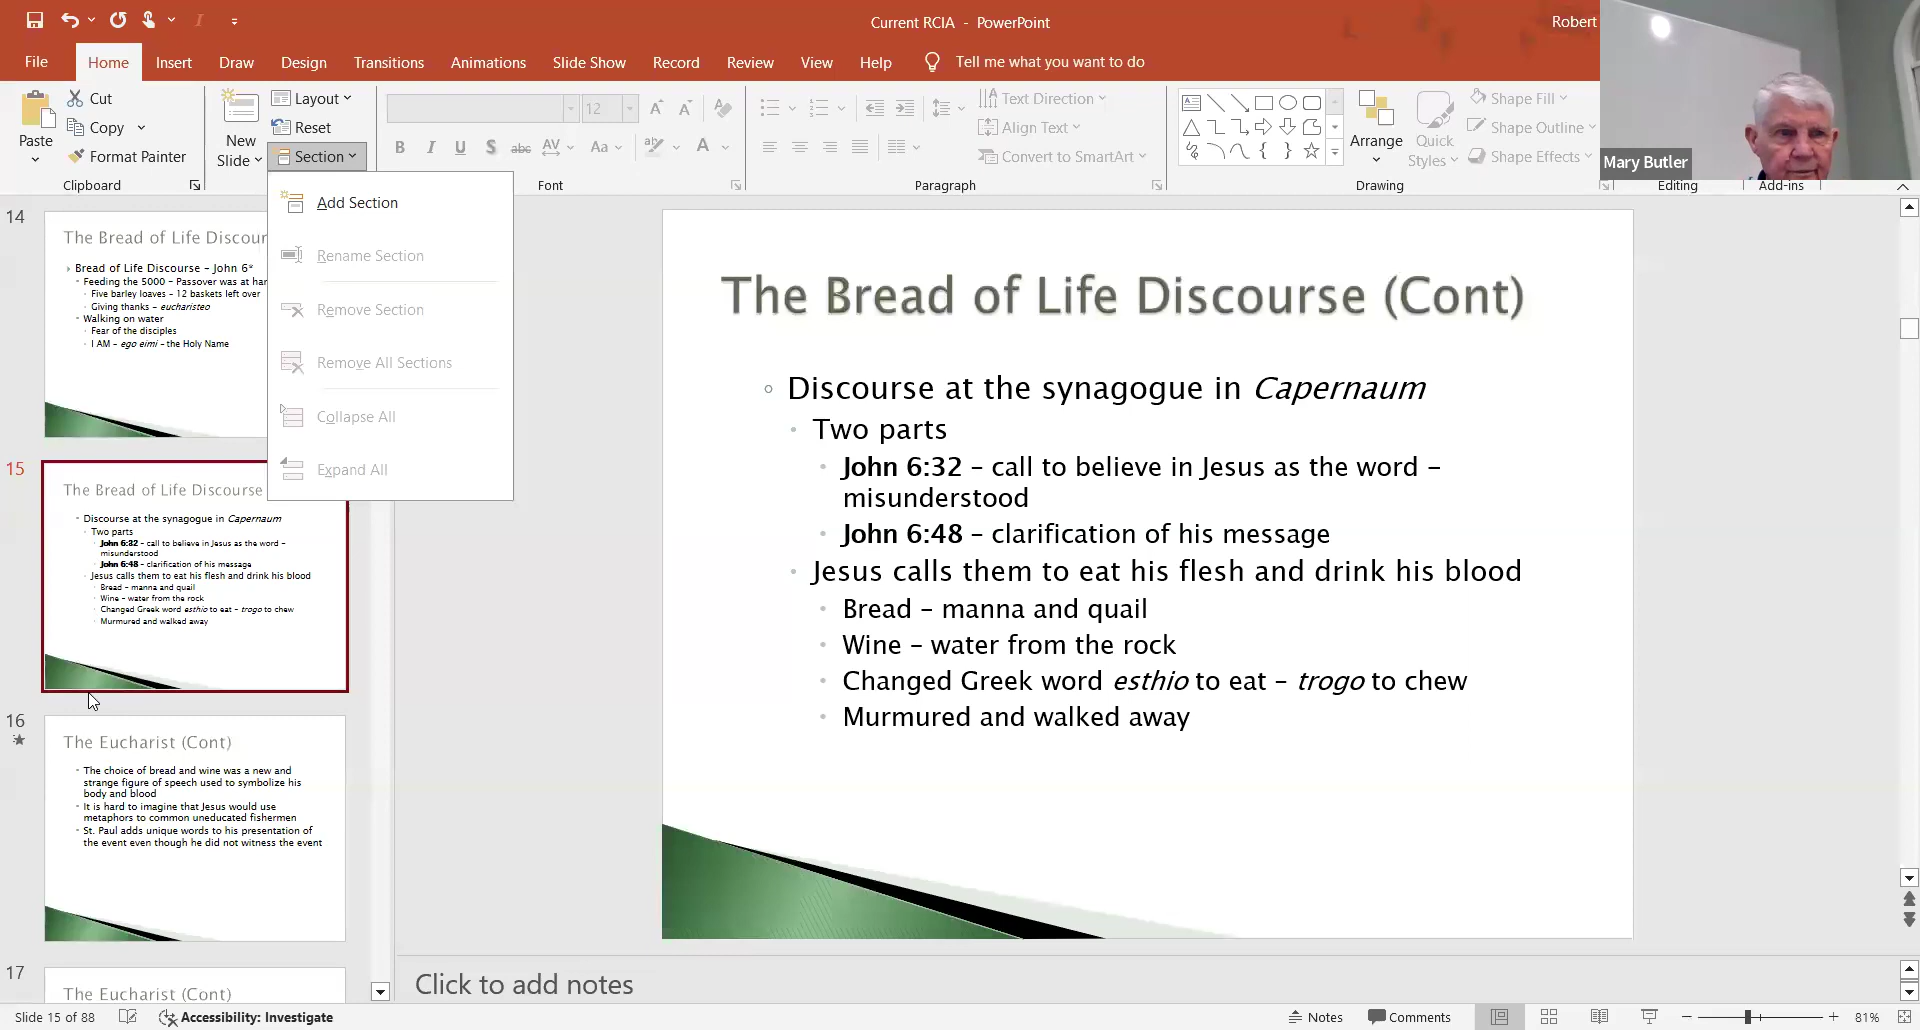 Current RCIA - PowerPoint
Robert
File
Home
Insert
Draw
Design
Transitions
Animations
Slide Show
Record
Review
View
Help
Tell me what you want to do
Paste
Cut
Copy
Format Painter
Clipboard
New
Slide
Layout
Reset
Section
12
B
I
U
S
abc
AV
Aa
A
Font
Text Direction
Align Text
Convert to SmartArt
Paragraph
Arrange
Quick
Styles
Shape Fill
Shape Outline
Shape Effects
Drawing
Editing
Add-ins
Mary Butler
Add Section
Rename Section
Remove Section
Remove All Sections
Collapse All
Expand All
14
The Bread of Life Discour
Bread of Life Discourse – John 6*
Feeding the 5000 – Passover was at har
Five barley loaves – 12 baskets left over
Giving thanks – eucharisteo
Walking on water
Fear of the disciples
I AM – ego eimi – the Holy Name
15
The Bread of Life Discourse
Discourse at the synagogue in Capernaum
Two parts
John 6:32 – call to believe in Jesus as the word –
misunderstood
John 6:48 – clarification of his message
Jesus calls them to eat his flesh and drink his blood
Bread – manna and quail
Wine – water from the rock
Changed Greek word esthio to eat – trogo to chew
Murmured and walked away
16
The Eucharist (Cont)
The choice of bread and wine was a new and
strange figure of speech used to symbolize his
body and blood
It is hard to imagine that Jesus would use
metaphors to common uneducated fishermen
St. Paul adds unique words to his presentation of
the event even though he did not witness the event
17
The Eucharist (Cont)
The Bread of Life Discourse (Cont)
Discourse at the synagogue in Capernaum
Two parts
John 6:32 – call to believe in Jesus as the word –
misunderstood
John 6:48 – clarification of his message
Jesus calls them to eat his flesh and drink his blood
Bread – manna and quail
Wine – water from the rock
Changed Greek word esthio to eat – trogo to chew
Murmured and walked away
Click to add notes
Slide 15 of 88
Accessibility: Investigate
Notes
Comments
81%